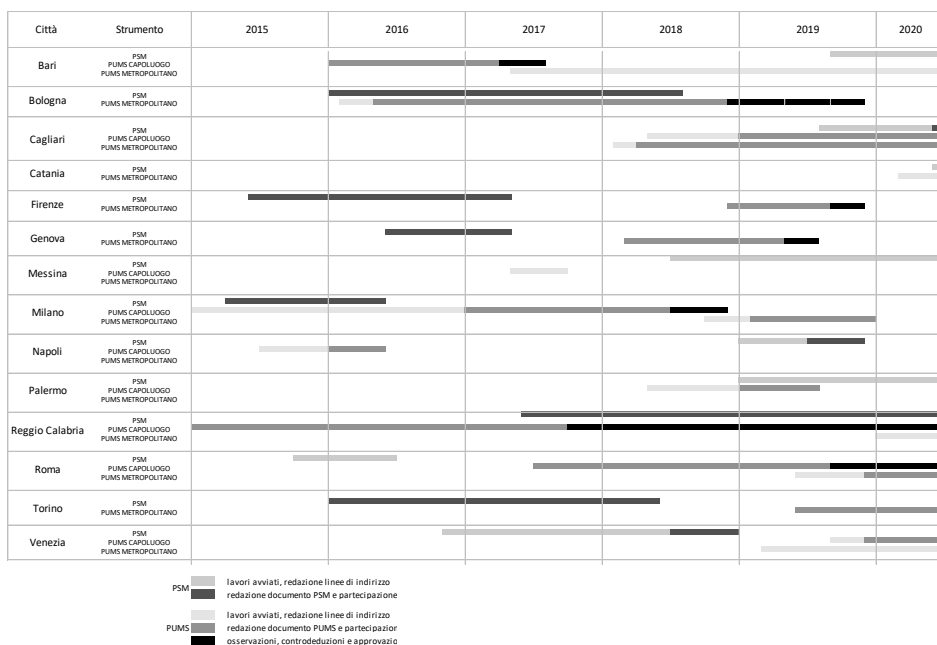 Città Strumento 2015 2016 2017 2018 2019 2020
PSM
Bari PUMS CAPOLUOGO
PUMS METROPOLITANO
Bologna PSM
PUMS METROPOLITANO
PSM
Cagliari PUMS CAPOLUOGO
PUMS METROPOLITANO
Catania PSM
PUMS METROPOLITANO
Firenze PSM
PUMS METROPOLITANO
Genova PSM
PUMS METROPOLITANO
PSM
Messina PUMS CAPOLUOGO
PUMS METROPOLITANO
PSM
Milano PUMS CAPOLUOGO
PUMS METROPOLITANO
PSM
Napoli PUMS CAPOLUOGO
PUMS METROPOLITANO
PSM
Palermo PUMS CAPOLUOGO
PUMS METROPOLITANO
PSM
Reggio Calabria PUMS CAPOLUOGO
PUMS METROPOLITANO
PSM
Roma PUMS CAPOLUOGO
PUMS METROPOLITANO
Torino PSM
PUMS METROPOLITANO
PSM
Venezia PUMS CAPOLUOGO
PUMS METROPOLITANO
PSM
lavori avviati, redazione linee di indirizzo
redazione documento PSM e partecipazione
PUMS
lavori avviati, redazione linee di indirizzo
redazione documento PUMS e partecipazior
osservazioni, controdeduzioni e approvazio